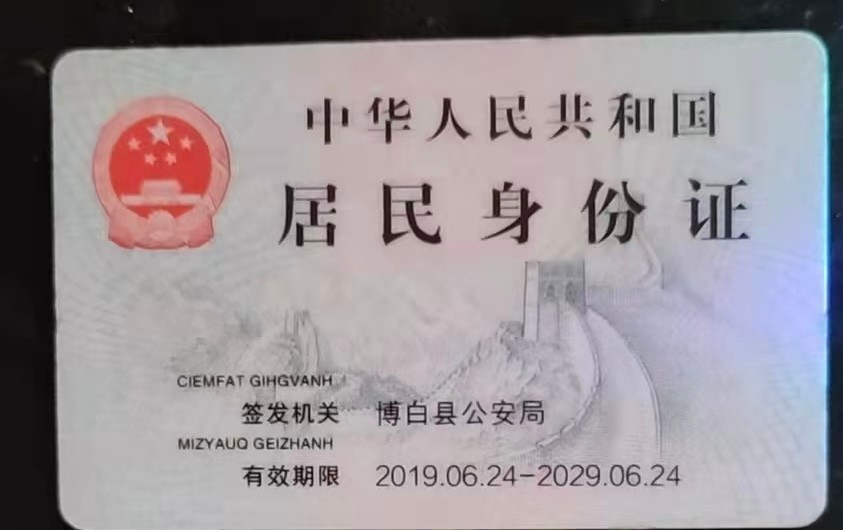 中华人民共和国
居民身份证
CIEMFAT GIHGVANH
签发机关 博白县公安局
MIZYAUQ GEIZHANH
有效期限 2019.06.24-2029.06.24